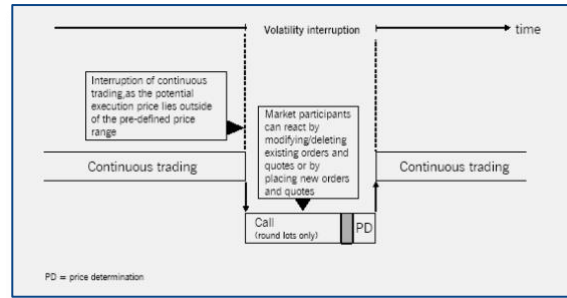 Volatility interruption
time
Interruption of continuous
trading,as the potential
execution price lies outside
of the pre-defined price
range
Market participants
can react by
modifying/deleting
existing orders and
quotes or by
placing new orders
and quotes
Continuous trading
Continuous trading
Call
(round lots only)
PD
PD = price determination